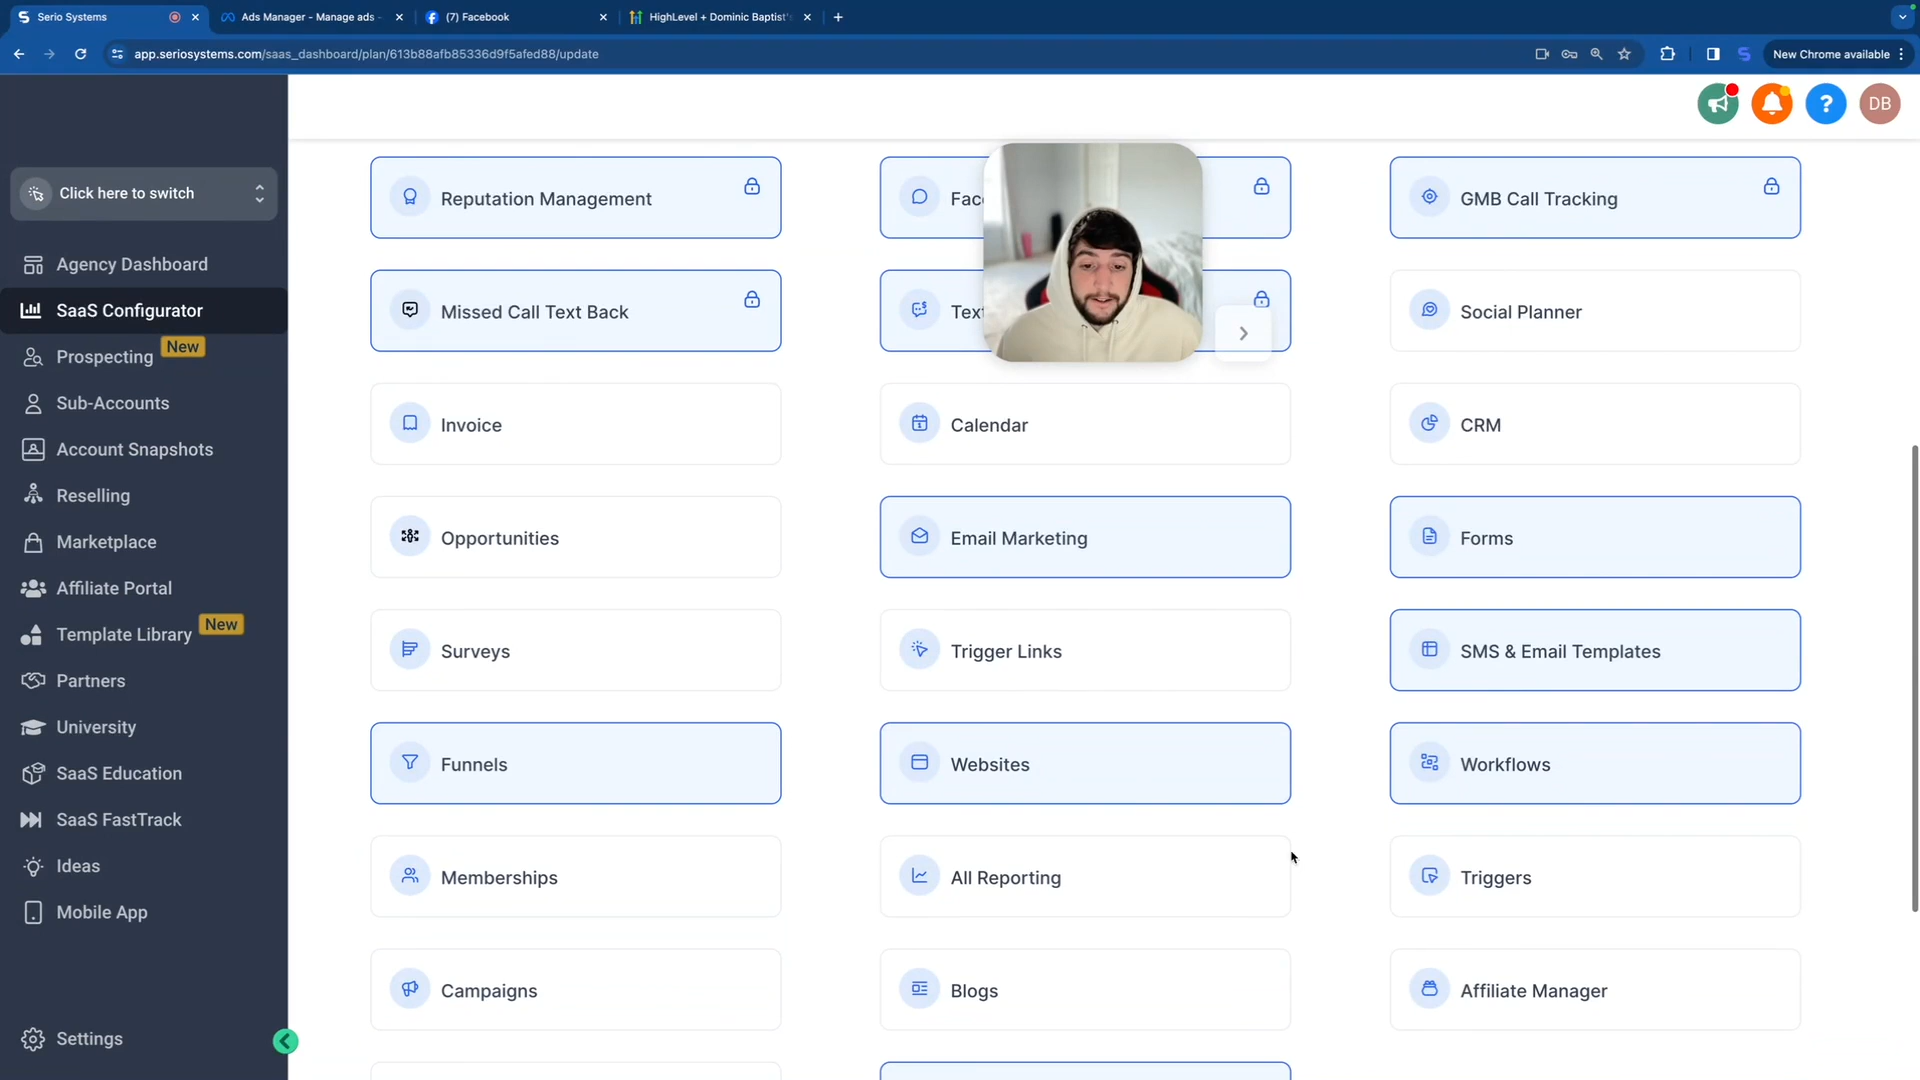 Serio Systems
Ads Manager - Manage ads -
(7) Facebook
HighLevel + Dominic Baptist's
app.seriosystems.com/saas_dashboard/plan/613b88afb85336d9f5afed88/update
New Chrome available
DB
Click here to switch
Agency Dashboard
SaaS Configurator
Prospecting New
Sub-Accounts
Account Snapshots
Reselling
Marketplace
Affiliate Portal
Template Library New
Partners
University
SaaS Education
SaaS FastTrack
Ideas
Mobile App
Settings
Reputation Management
GMB Call Tracking
Missed Call Text Back
Text
Social Planner
Invoice
Calendar
CRM
Opportunities
Email Marketing
Forms
Surveys
Trigger Links
SMS & Email Templates
Funnels
Websites
Workflows
Memberships
All Reporting
Triggers
Campaigns
Blogs
Affiliate Manager